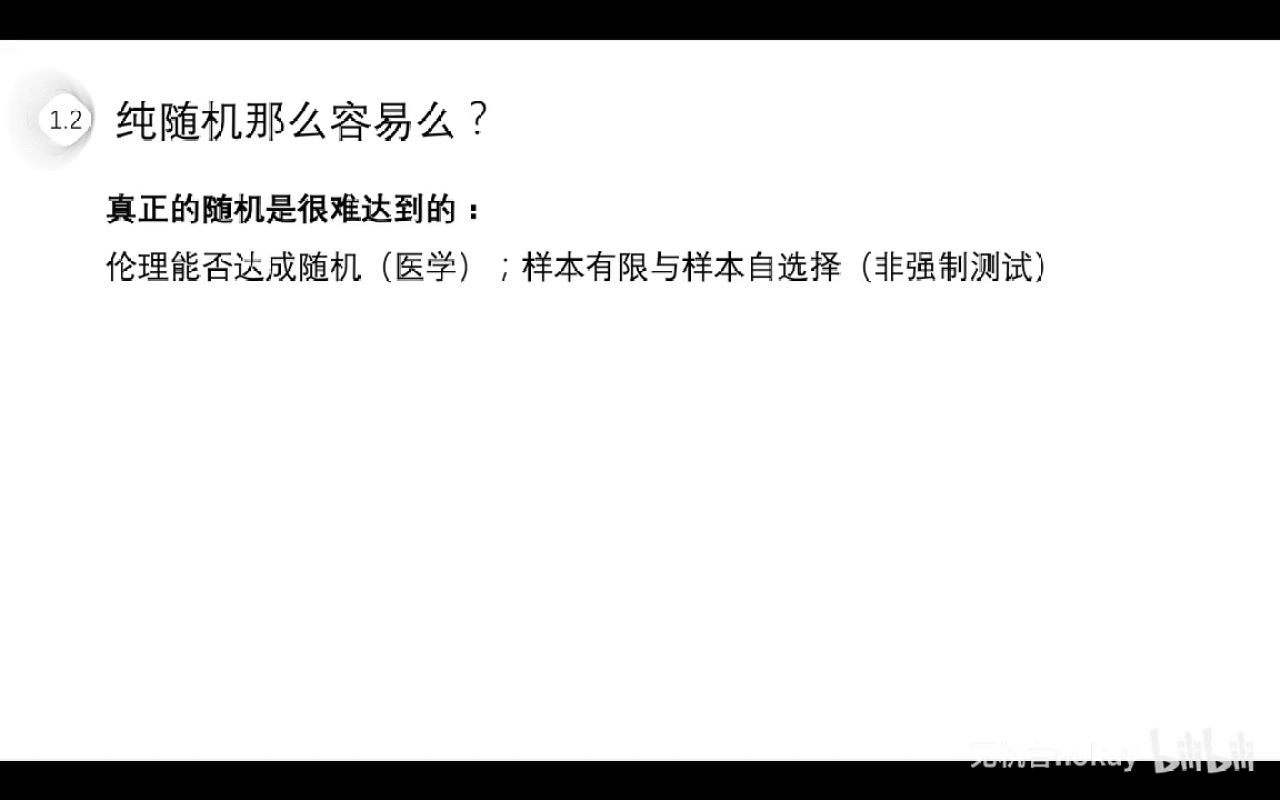 1.2
纯随机那么容易么？
真正的随机是很难达到的：
伦理能否达成随机（医学）；样本有限与样本自选择（非强制测试）
bilibili